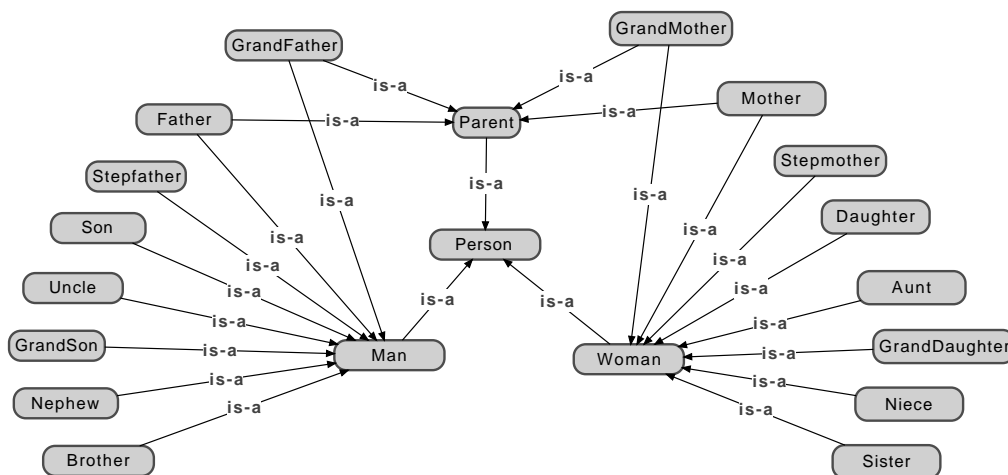 GrandMother
GrandFather
is-a
is-a
Mother
Father
is-a
Parent
is-a
Stepmother
Stepfather
is-a
is-a
is-a
Daughter
Son
is-a
is-a
Person
is-a
is-a
is-a
Uncle
is-a
is-a
is-a
is-a
Aunt
is-a
is-a
GrandSon
is-a
Man
Woman
is-a
GrandDaughter
is-a
is-a
Nephew
Niece
is-a
is-a
Brother
Sister